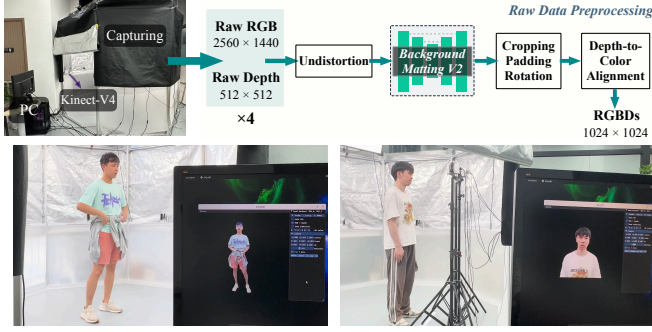 Raw Data Preprocessing
Capturing
Kinect-V4
PC
Raw RGB
2560 × 1440
Raw Depth
512 × 512
×4
Undistortion
Background
Matting V2
Cropping
Padding
Rotation
Depth-to-
Color
Alignment
RGBDs
1024 × 1024